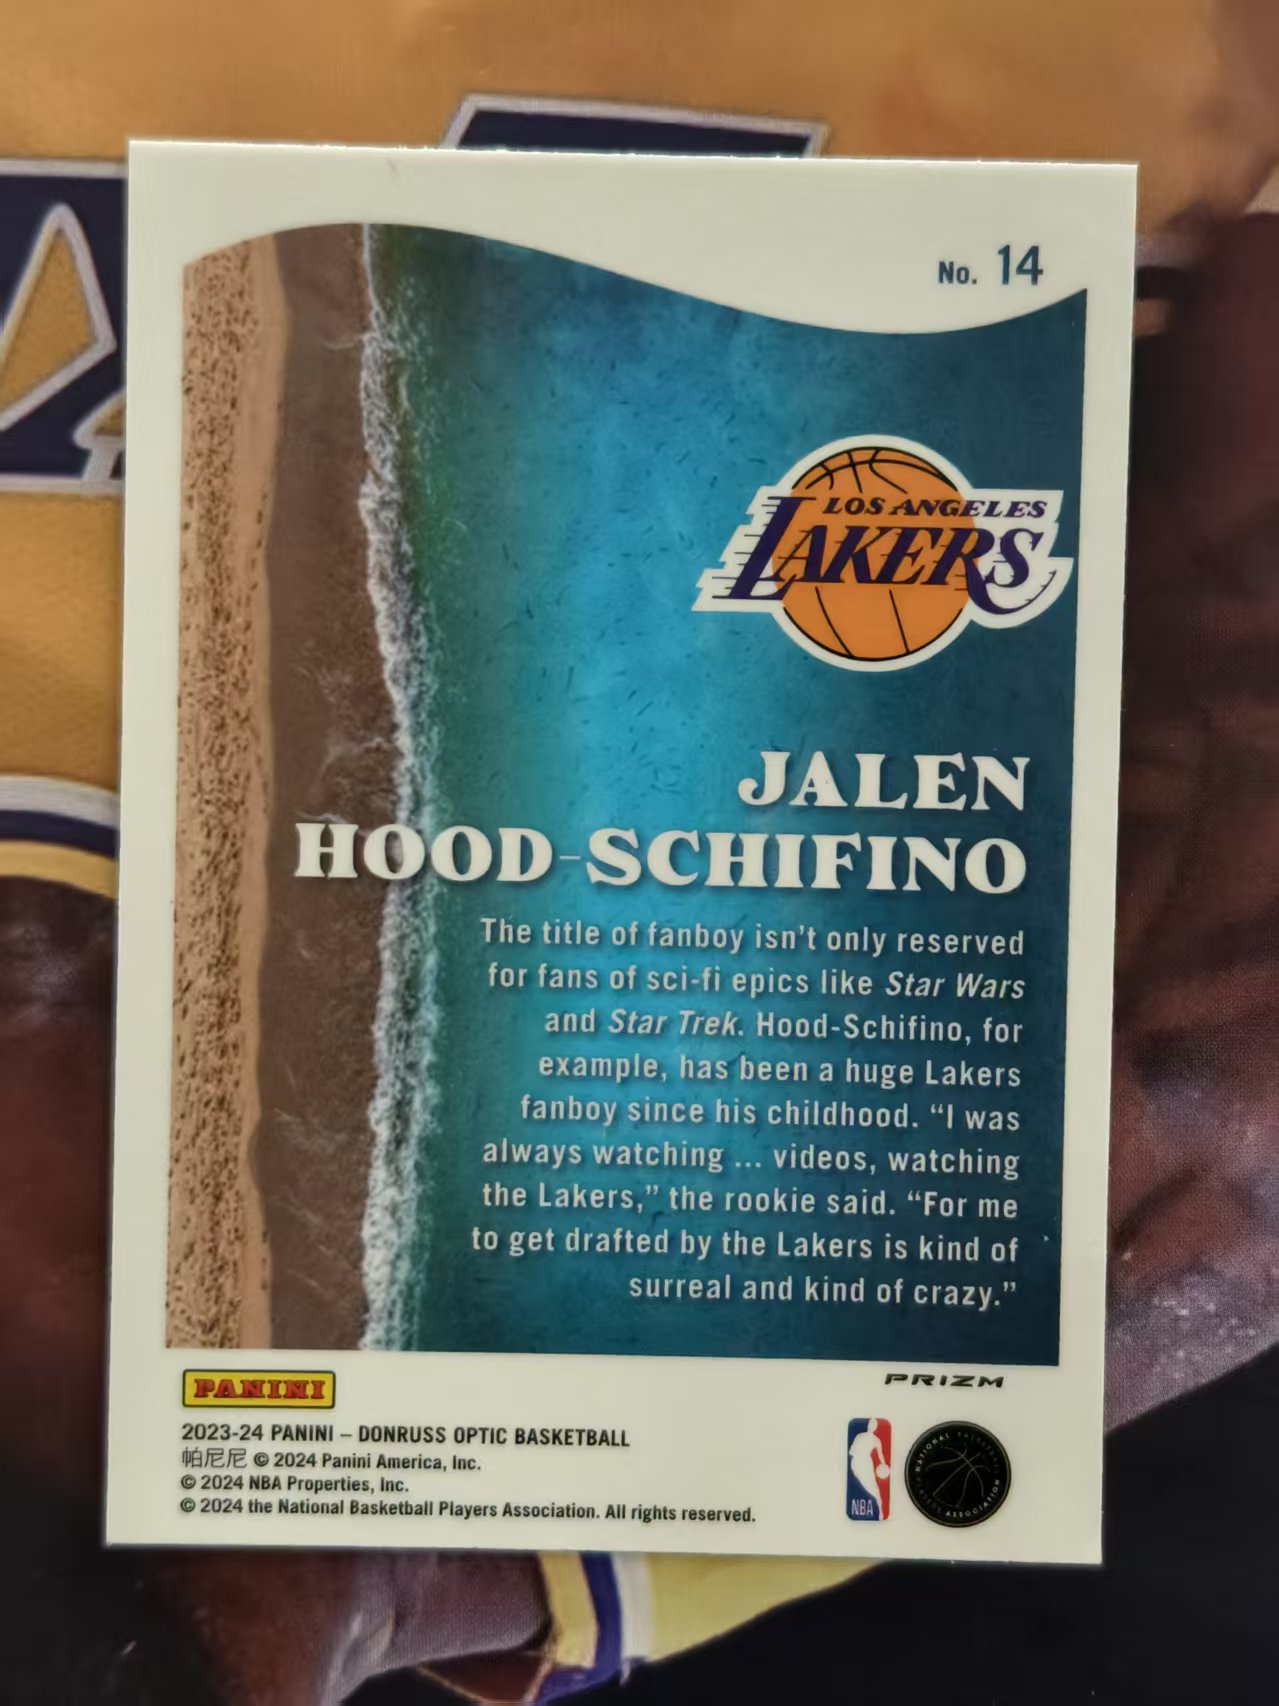 No. 14
LOS ANGELES
LAKERS
JALEN
HOOD-SCHIFINO
The title of fanboy isn't only reserved
for fans of sci-fi epics like Star Wars
and Star Trek. Hood-Schifino, for
example, has been a huge Lakers
fanboy since his childhood. “I was
always watching ... videos, watching
the Lakers,” the rookie said. “For me
to get drafted by the Lakers is kind of
surreal and kind of crazy.”
PANINI
PRIZM
2023-24 PANINI – DONRUSS OPTIC BASKETBALL
帕尼尼 © 2024 Panini America, Inc.
© 2024 NBA Properties, Inc.
© 2024 the National Basketball Players Association. All rights reserved.
NBA
NATIONAL BASKETBALL
PLAYERS ASSOCIATION